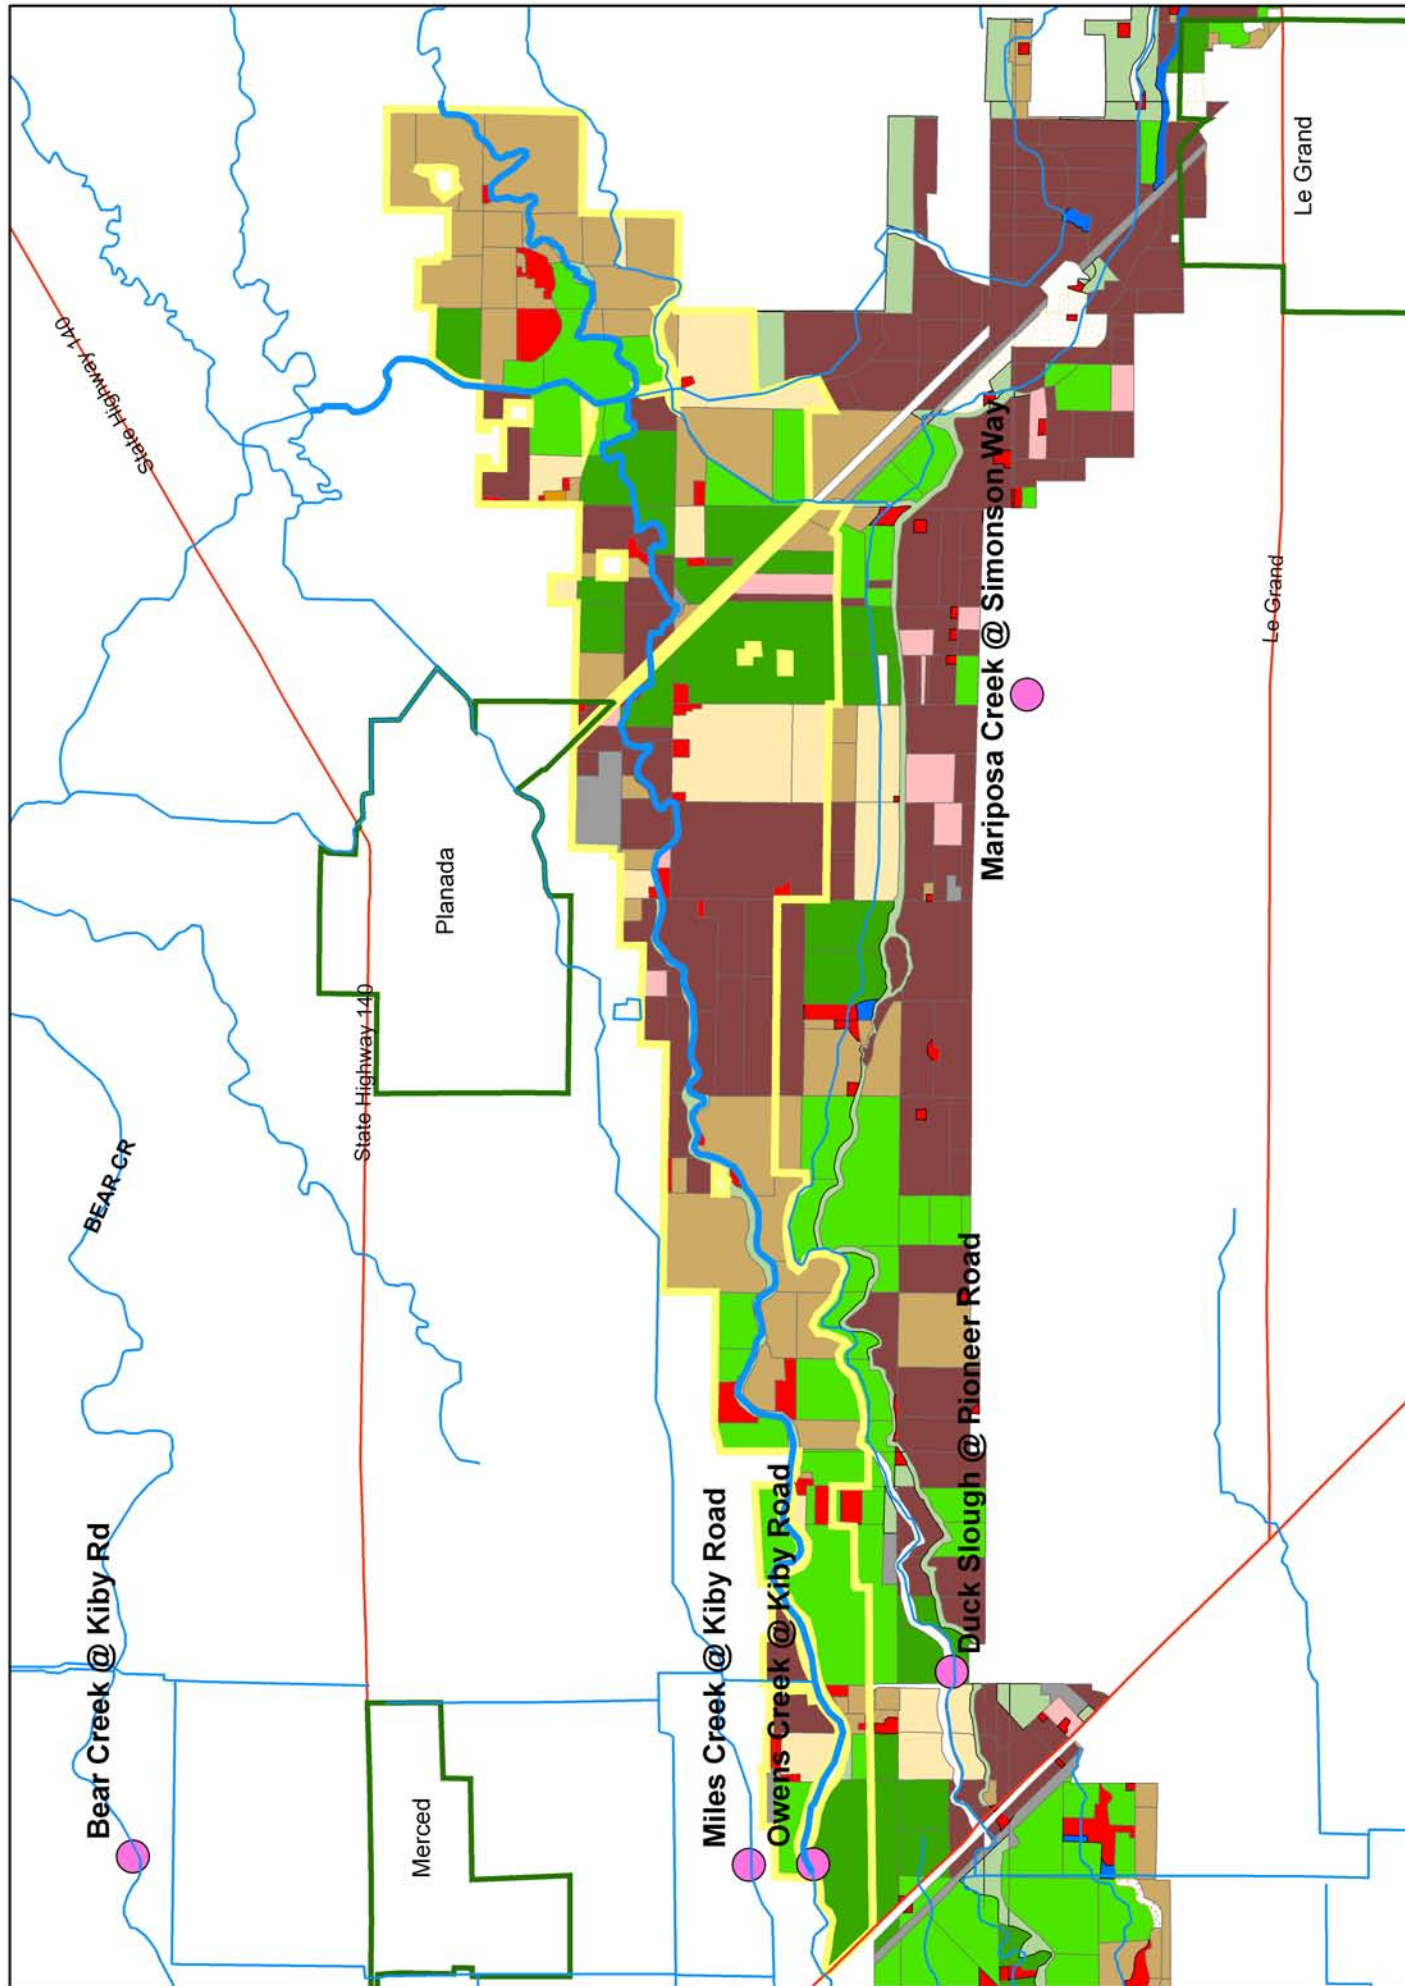 State Highway 140
BEAR CR
State Highway 140
Planada
Le Grand
Le Grand
Mariposa Creek @ Simonson Way
Duck Slough @ Pioneer Road
Bear Creek @ Kiby Rd
Miles Creek @ Kiby Road
Owens Creek @ Kiby Road
Merced